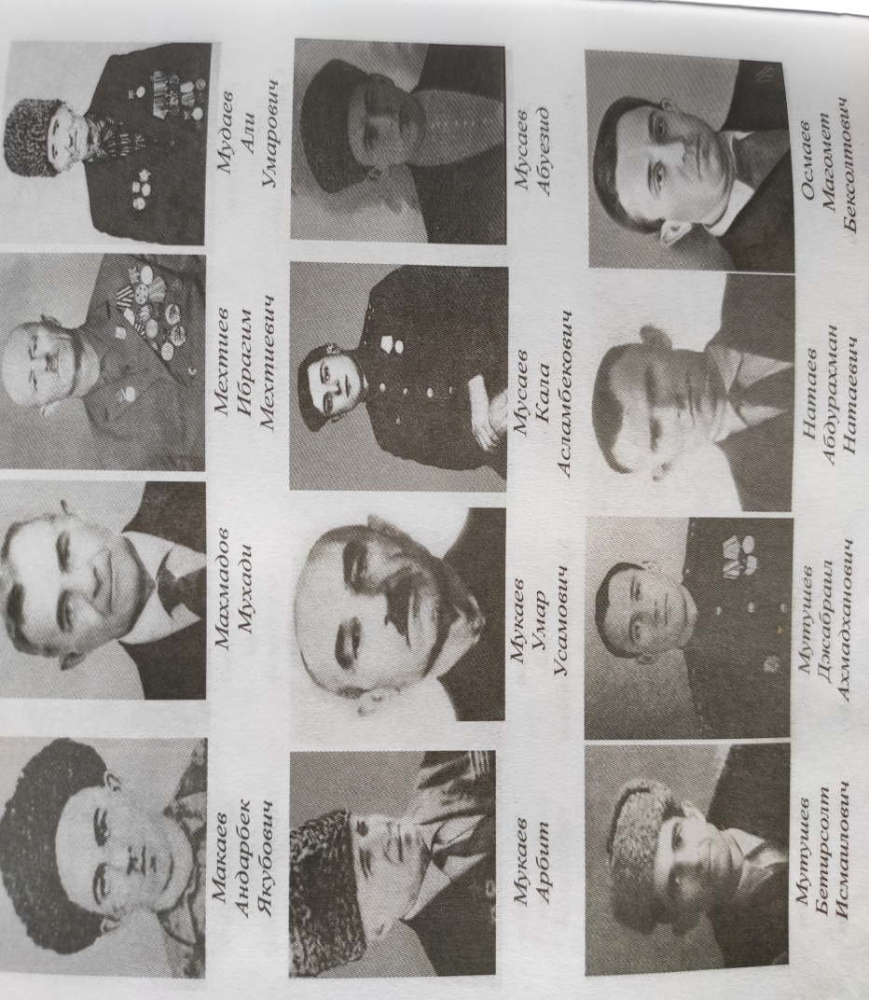 Макаев
Андарбек
Якубович
Махмадов
Мухади
Мехтиев
Ибрагим
Мехтиевич
Мудаев
Али
Умарович
Мукаев
Арбит
Мукаев
Умар
Усамович
Мусаев
Кала
Асламбекович
Мусаев
Абуезид
Мутушев
Бетирсолт
Исмаилович
Мутушев
Джабраил
Ахмадханович
Натаев
Абдурахман
Натаевич
Осмаев
Магомет
Бексолтович